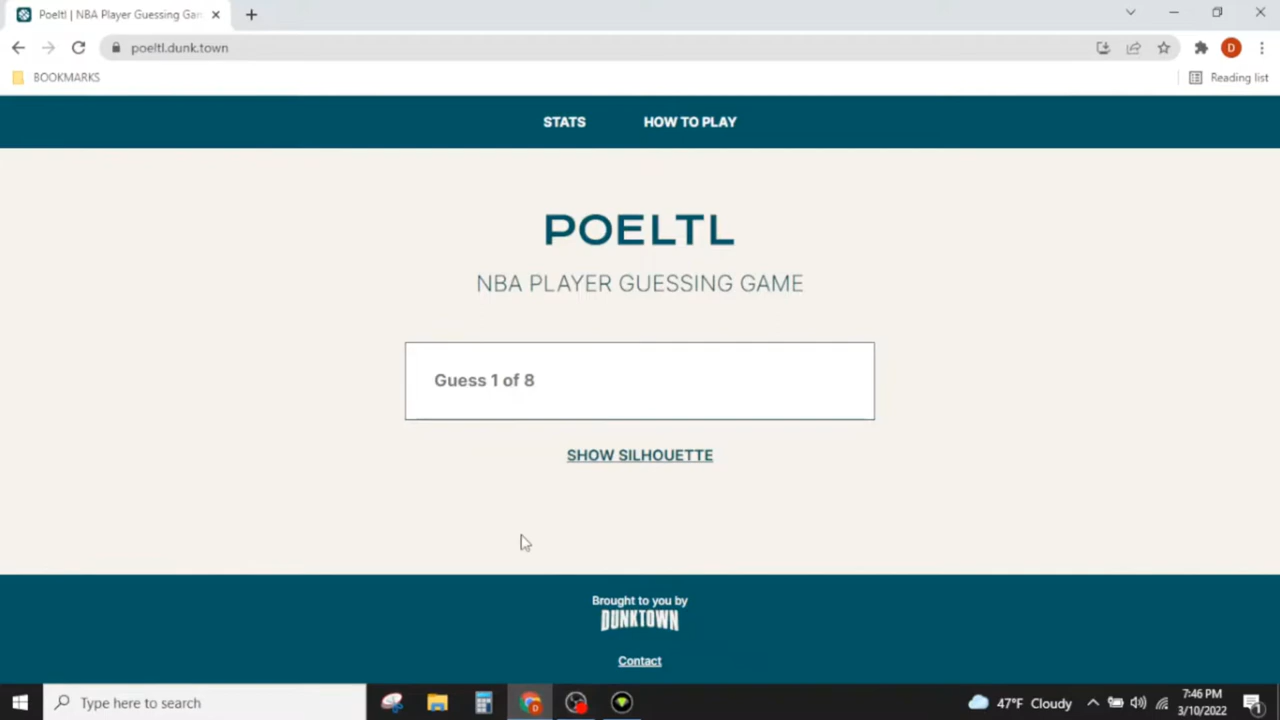 Poeltl | NBA Player Guessing Gam
poeltl.dunk.town
D
BOOKMARKS
Reading list
STATS
HOW TO PLAY
POELTL
NBA PLAYER GUESSING GAME
Guess 1 of 8
SHOW SILHOUETTE
Brought to you by
DUNKTOWN
Contact
Type here to search
D
47°F Cloudy
7:46 PM
3/10/2022
1